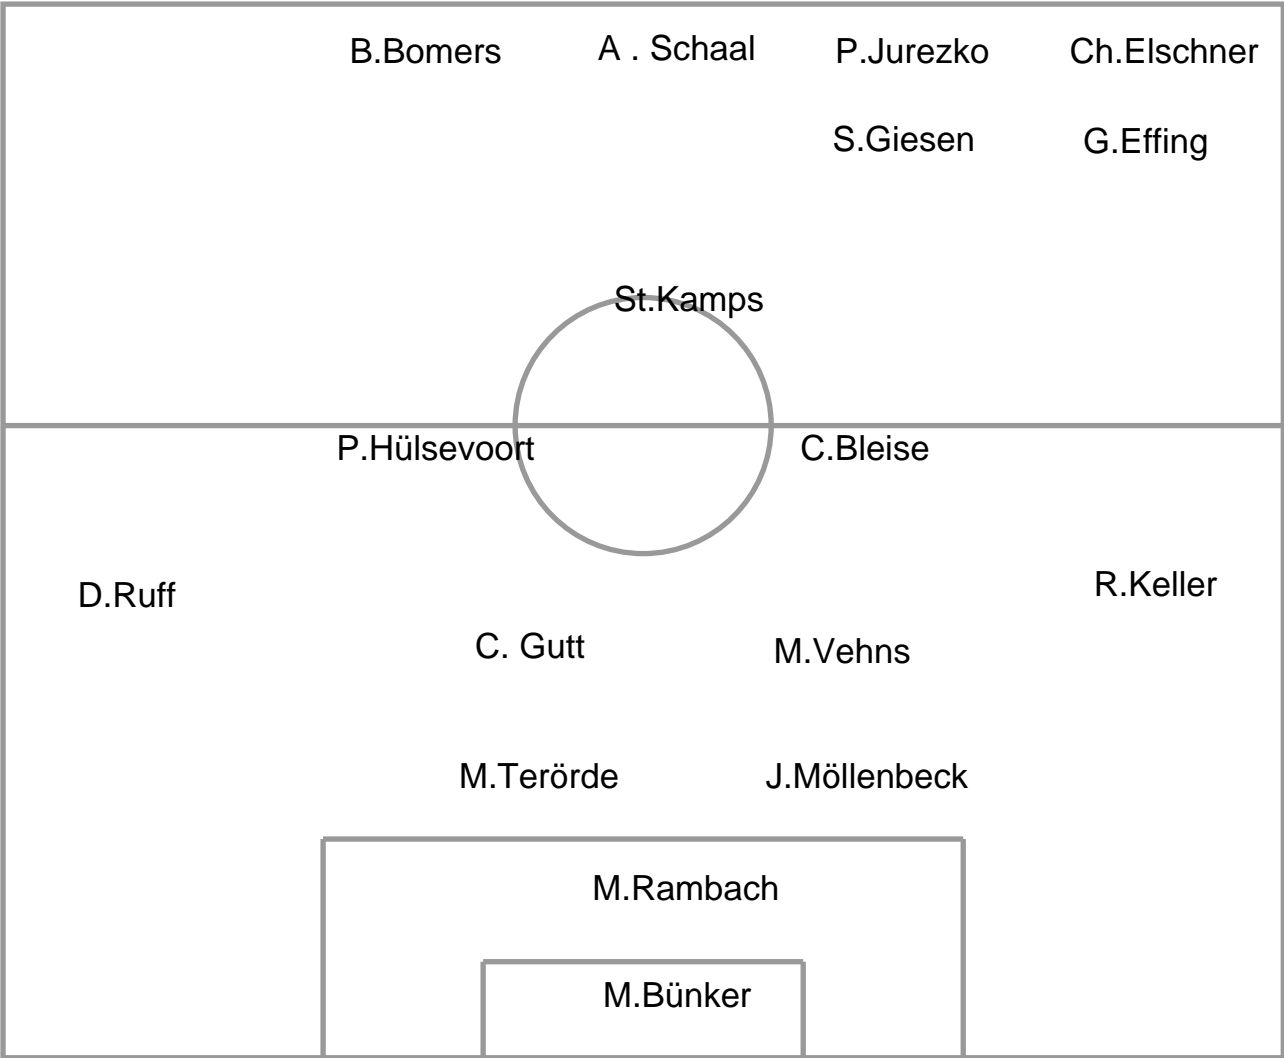 B.Bomers
A . Schaal
P.Jurezko
Ch.Elschner
S.Giesen
G.Effing
St.Kamps
P.Hülsevoort
C.Bleise
D.Ruff
R.Keller
C. Gutt
M.Vehns
M.Terörde
J.Möllenbeck
M.Rambach
M.Bünker